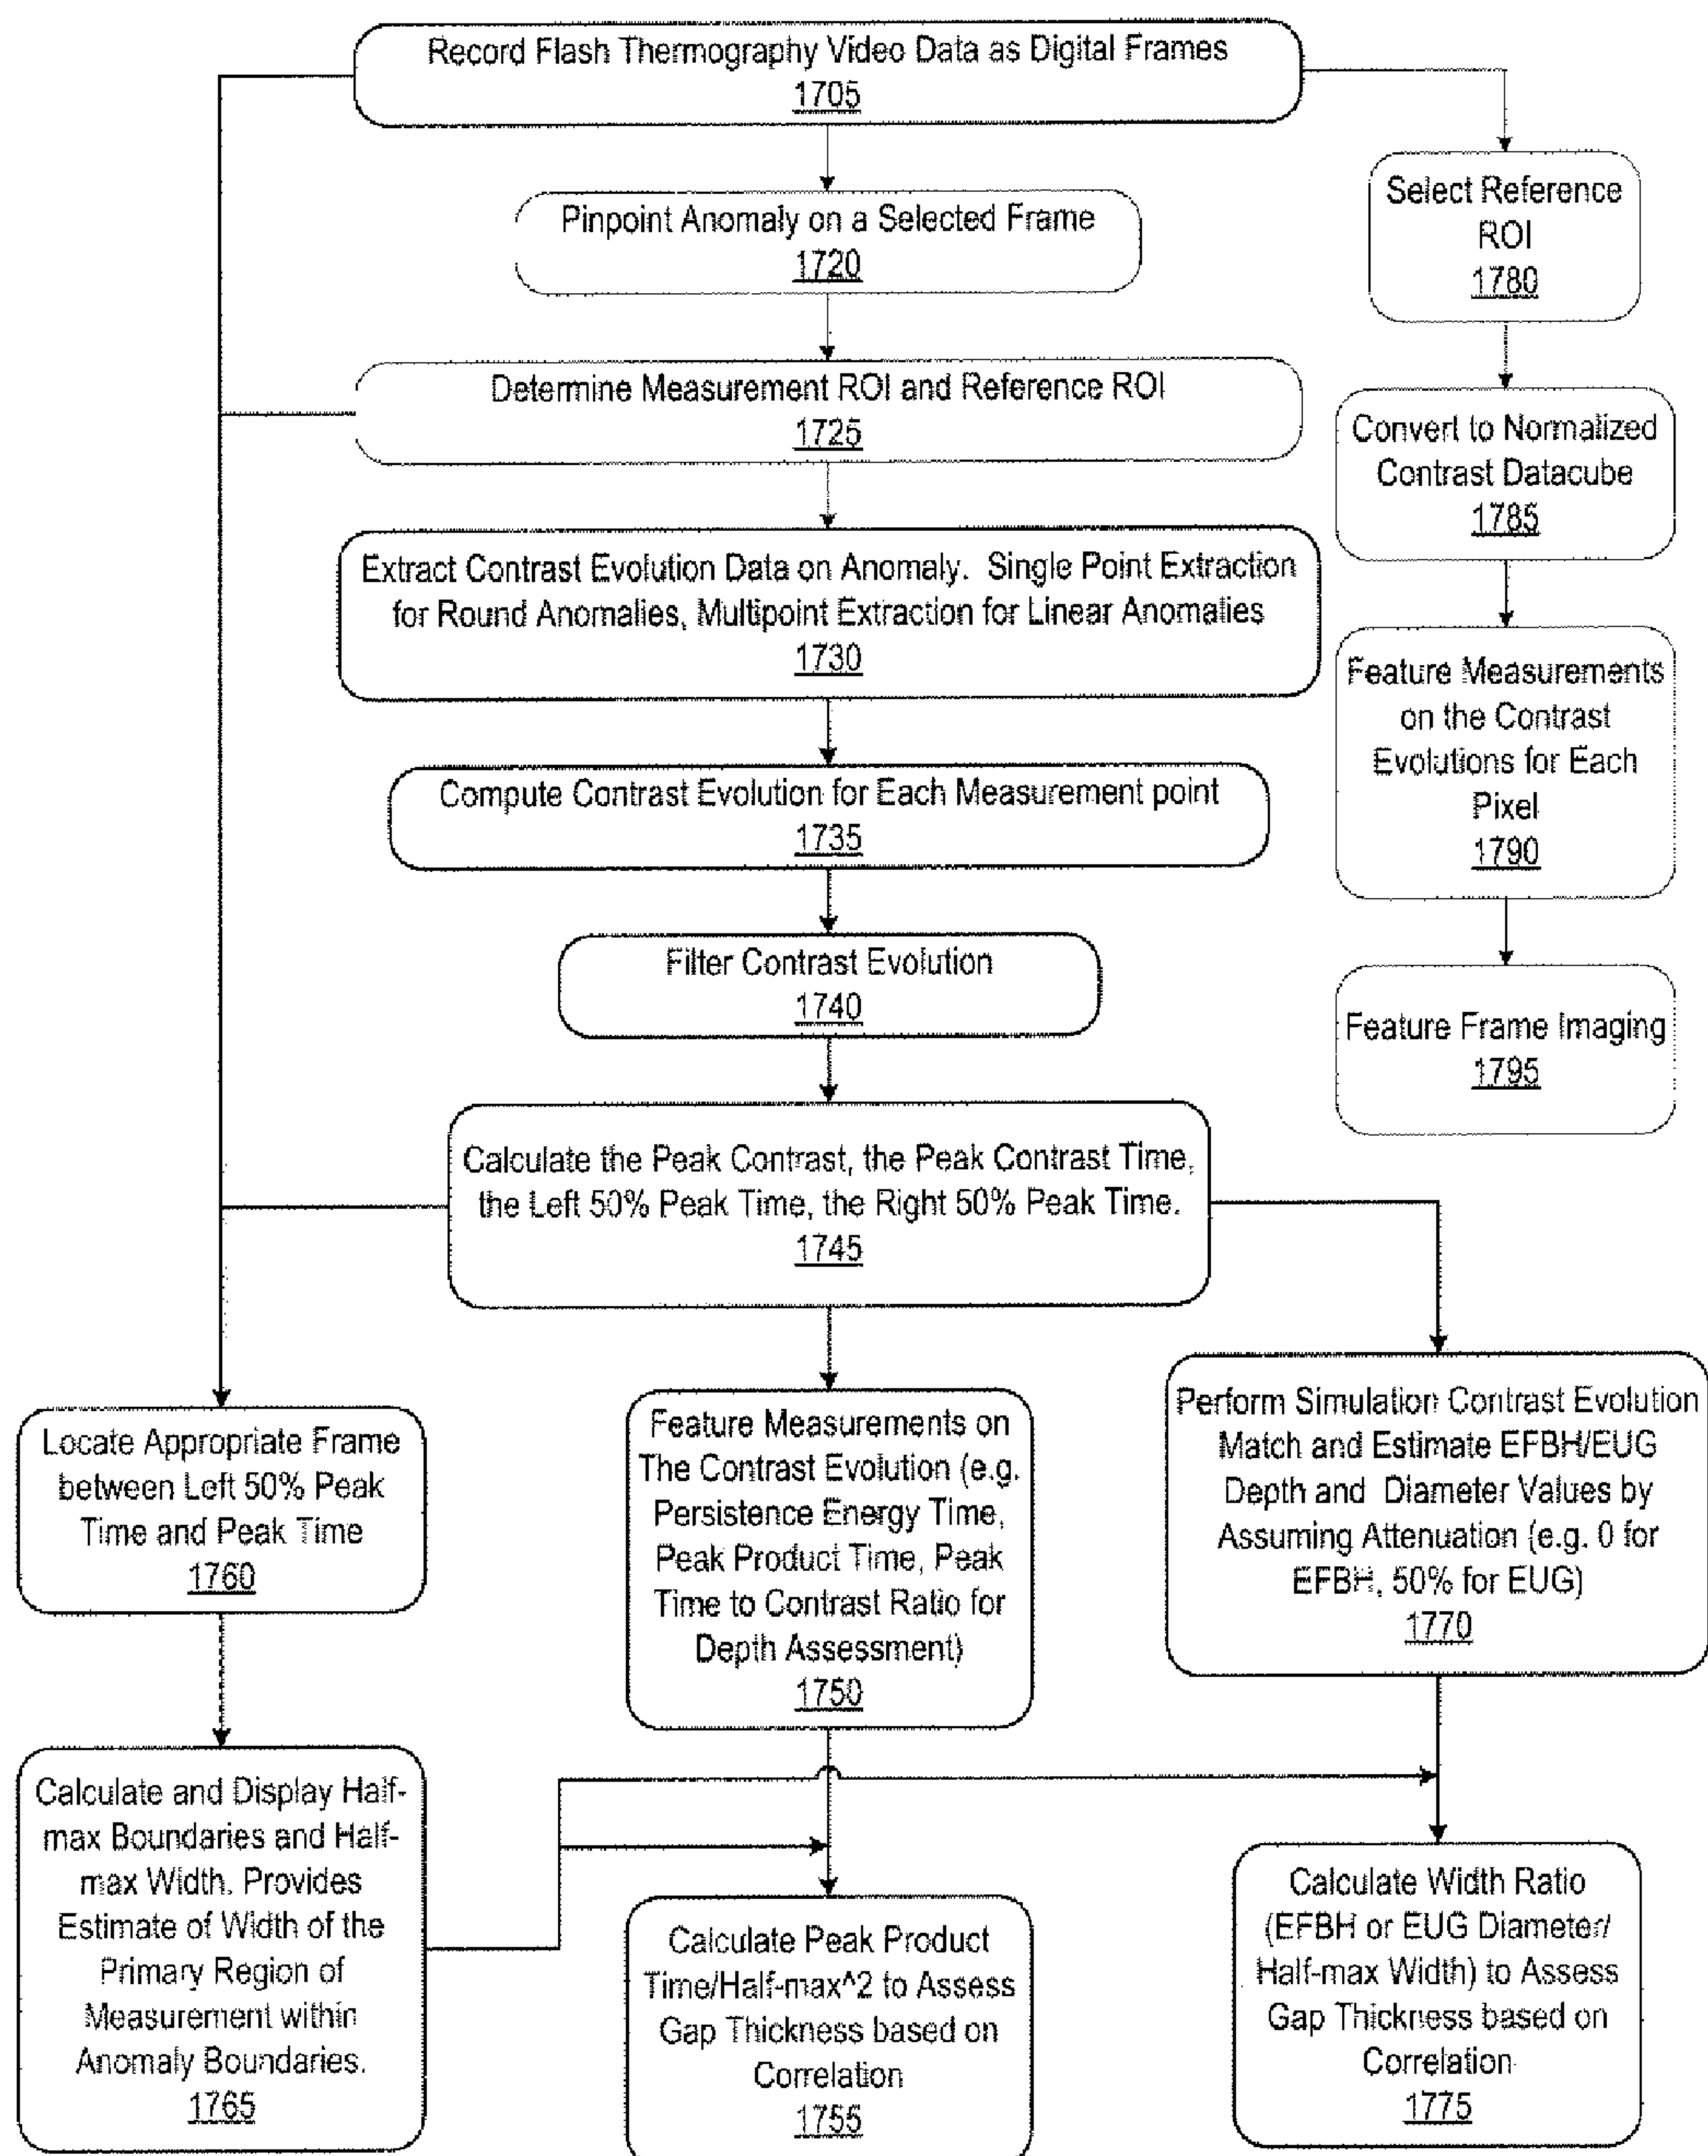 Record Flash Thermography Video Data as Digital Frames
1705
Pinpoint Anomaly on a Selected Frame
1720
Select Reference
ROI
1780
Determine Measurement ROI and Reference ROI
1725
Convert to Normalized
Contrast Datacube
1785
Extract Contrast Evolution Data on Anomaly. Single Point Extraction
for Round Anomalies, Multipoint Extraction for Linear Anomalies
1730
Feature Measurements
on the Contrast
Evolutions for Each
Pixel
1790
Compute Contrast Evolution for Each Measurement point
1735
Filter Contrast Evolution
1740
Feature Frame Imaging
1795
Calculate the Peak Contrast, the Peak Contrast Time,
the Left 50% Peak Time, the Right 50% Peak Time.
1745
Locate Appropriate Frame
between Left 50% Peak
Time and Peak Time
1760
Feature Measurements on
The Contrast Evolution (e.g.
Persistence Energy Time,
Peak Product Time, Peak
Time to Contrast Ratio for
Depth Assessment)
1750
Perform Simulation Contrast Evolution
Match and Estimate EFBH/EUG
Depth and Diameter Values by
Assuming Attenuation (e.g. 0 for
EFBH, 50% for EUG)
1770
Calculate and Display Half-
max Boundaries and Half-
max Width. Provides
Estimate of Width of the
Primary Region of
Measurement within
Anomaly Boundaries.
1765
Calculate Peak Product
Time/Half-max^2 to Assess
Gap Thickness based on
Correlation
1755
Calculate Width Ratio
(EFBH or EUG Diameter/
Half-max Width) to Assess
Gap Thickness based on
Correlation
1775